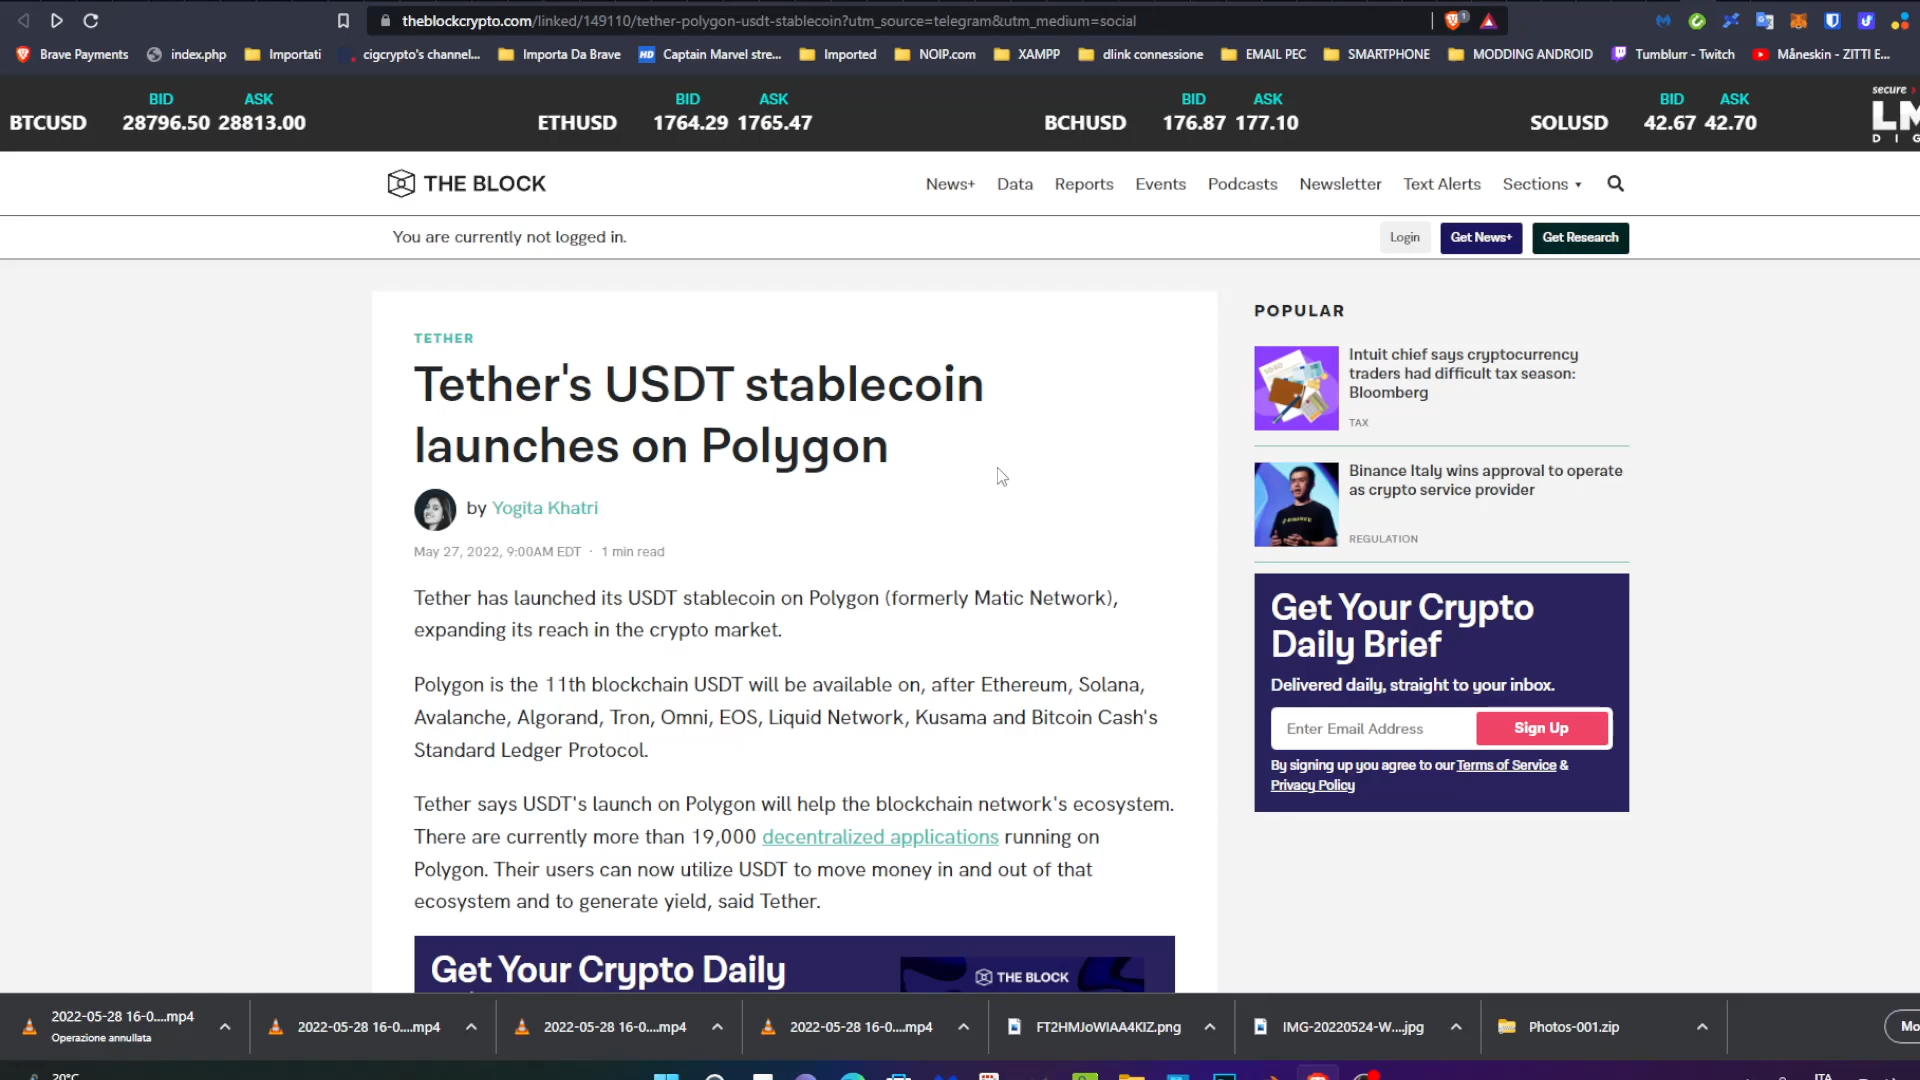 theblockcrypto.com/linked/149110/tether-polygon-usdt-stablecoin?utm_source=telegram&utm_medium=social
1
Brave Payments
index.php
Importati
cigcrypto's channel...
Importa Da Brave
HD
Captain Marvel stre...
Imported
NOIP.com
XAMPP
dlink connessione
EMAIL PEC
SMARTPHONE
MODDING ANDROID
Tumblurr - Twitch
Måneskin - ZITTI E...
BID ASK
BTCUSD 28796.50 28813.00
BID ASK
ETHUSD 1764.29 1765.47
BID ASK
BCHUSD 176.87 177.10
BID ASK
SOLUSD 42.67 42.70
secure
LM
DIG
THE BLOCK
News+ Data Reports Events Podcasts Newsletter Text Alerts Sections
You are currently not logged in.
Login
Get News+
Get Research
TETHER
Tether's USDT stablecoin
launches on Polygon
by Yogita Khatri
May 27, 2022, 9:00AM EDT · 1 min read
Tether has launched its USDT stablecoin on Polygon (formerly Matic Network),
expanding its reach in the crypto market.
Polygon is the 11th blockchain USDT will be available on, after Ethereum, Solana,
Avalanche, Algorand, Tron, Omni, EOS, Liquid Network, Kusama and Bitcoin Cash's
Standard Ledger Protocol.
Tether says USDT's launch on Polygon will help the blockchain network's ecosystem.
There are currently more than 19,000 decentralized applications running on
Polygon. Their users can now utilize USDT to move money in and out of that
ecosystem and to generate yield, said Tether.
Get Your Crypto Daily
THE BLOCK
POPULAR
Intuit chief says cryptocurrency
traders had difficult tax season:
Bloomberg
TAX
Binance Italy wins approval to operate
as crypto service provider
REGULATION
Get Your Crypto
Daily Brief
Delivered daily, straight to your inbox.
Enter Email Address
Sign Up
By signing up you agree to our Terms of Service &
Privacy Policy
2022-05-28 16-0....mp4
Operazione annullata
2022-05-28 16-0....mp4
2022-05-28 16-0....mp4
2022-05-28 16-0....mp4
FT2HMJoWIAA4KIZ.png
IMG-20220524-W....jpg
Photos-001.zip
Mo
20°C
ITA